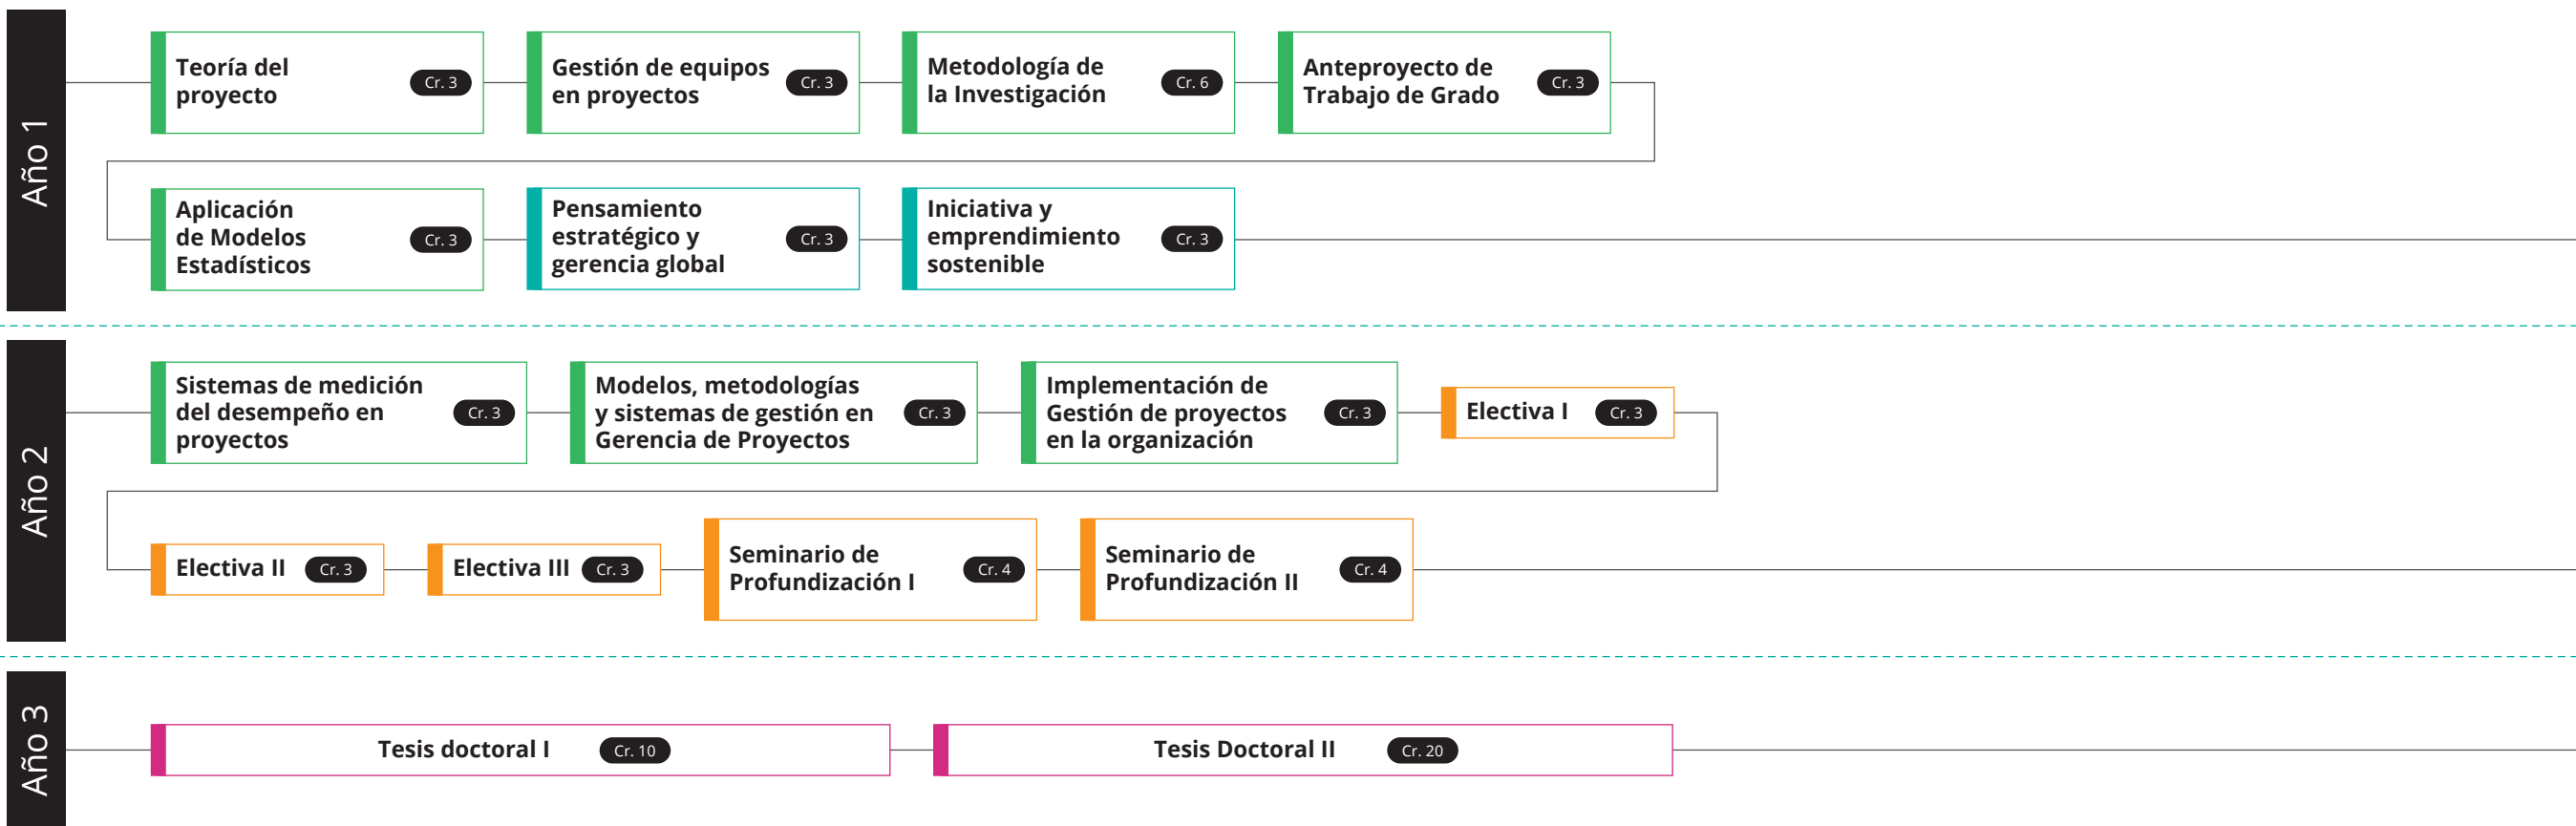 Año 1
Teoría del
proyecto
Cr. 3
Gestión de equipos
en proyectos
Cr. 3
Metodología de
la Investigación
Cr. 6
Anteproyecto de
Trabajo de Grado
Cr. 3
Aplicación
de Modelos
Estadísticos
Cr. 3
Pensamiento
estratégico y
gerencia global
Cr. 3
Iniciativa y
emprendimiento
sostenible
Cr. 3
Año 2
Sistemas de medición
del desempeño en
proyectos
Cr. 3
Modelos, metodologías
y sistemas de gestión en
Gerencia de Proyectos
Cr. 3
Implementación de
Gestión de proyectos
en la organización
Cr. 3
Electiva I
Cr. 3
Electiva II
Cr. 3
Electiva III
Cr. 3
Seminario de
Profundización I
Cr. 4
Seminario de
Profundización II
Cr. 4
Año 3
Tesis doctoral I
Cr. 10
Tesis Doctoral II
Cr. 20